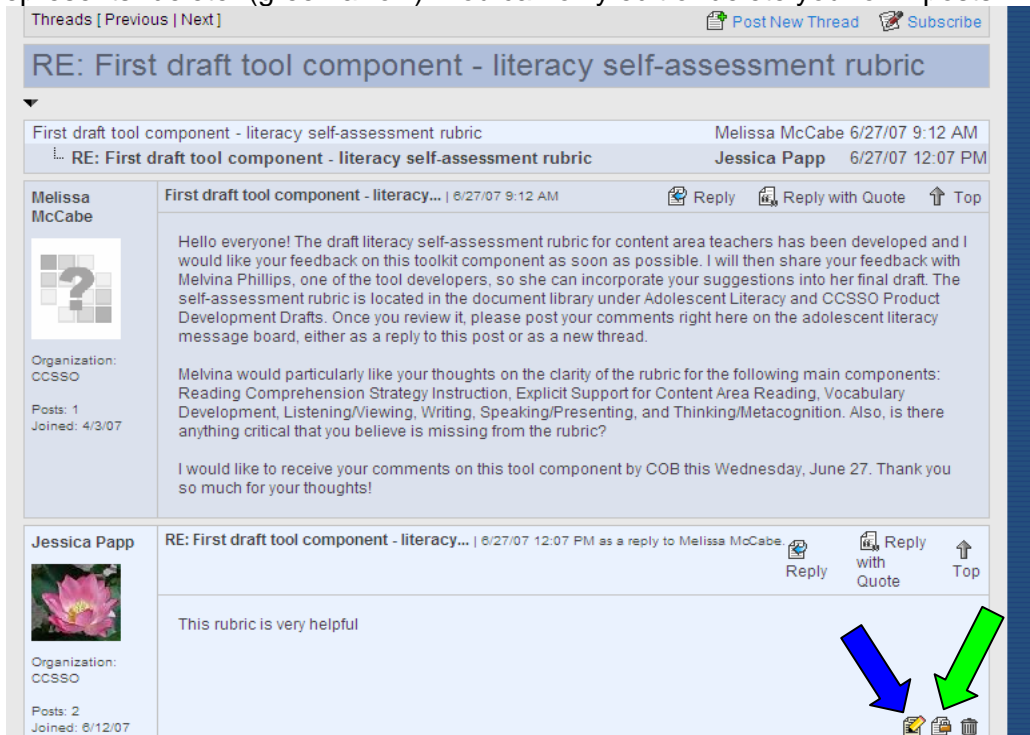 Threads [ Previous | Next ]
Post New Thread Subscribe
RE: First draft tool component - literacy self-assessment rubric
First draft tool component - literacy self-assessment rubric Melissa McCabe 6/27/07 9:12 AM
RE: First draft tool component - literacy self-assessment rubric Jessica Papp 6/27/07 12:07 PM
Melissa McCabe
First draft tool component - literacy... | 6/27/07 9:12 AM Reply Reply with Quote Top
Organization:
CCSSO
Posts: 1
Joined: 4/3/07
Hello everyone! The draft literacy self-assessment rubric for content area teachers has been developed and I
would like your feedback on this toolkit component as soon as possible. I will then share your feedback with
Melvina Phillips, one of the tool developers, so she can incorporate your suggestions into her final draft. The
self-assessment rubric is located in the document library under Adolescent Literacy and CCSSO Product
Development Drafts. Once you review it, please post your comments right here on the adolescent literacy
message board, either as a reply to this post or as a new thread.
Melvina would particularly like your thoughts on the clarity of the rubric for the following main components:
Reading Comprehension Strategy Instruction, Explicit Support for Content Area Reading, Vocabulary
Development, Listening/Viewing, Writing, Speaking/Presenting, and Thinking/Metacognition. Also, is there
anything critical that you believe is missing from the rubric?
I would like to receive your comments on this tool component by COB this Wednesday, June 27. Thank you
so much for your thoughts!
Jessica Papp
RE: First draft tool component - literacy... | 6/27/07 12:07 PM as a reply to Melissa McCabe.
Reply
Reply with Quote
Top
Organization:
CCSSO
Posts: 2
Joined: 6/12/07
This rubric is very helpful